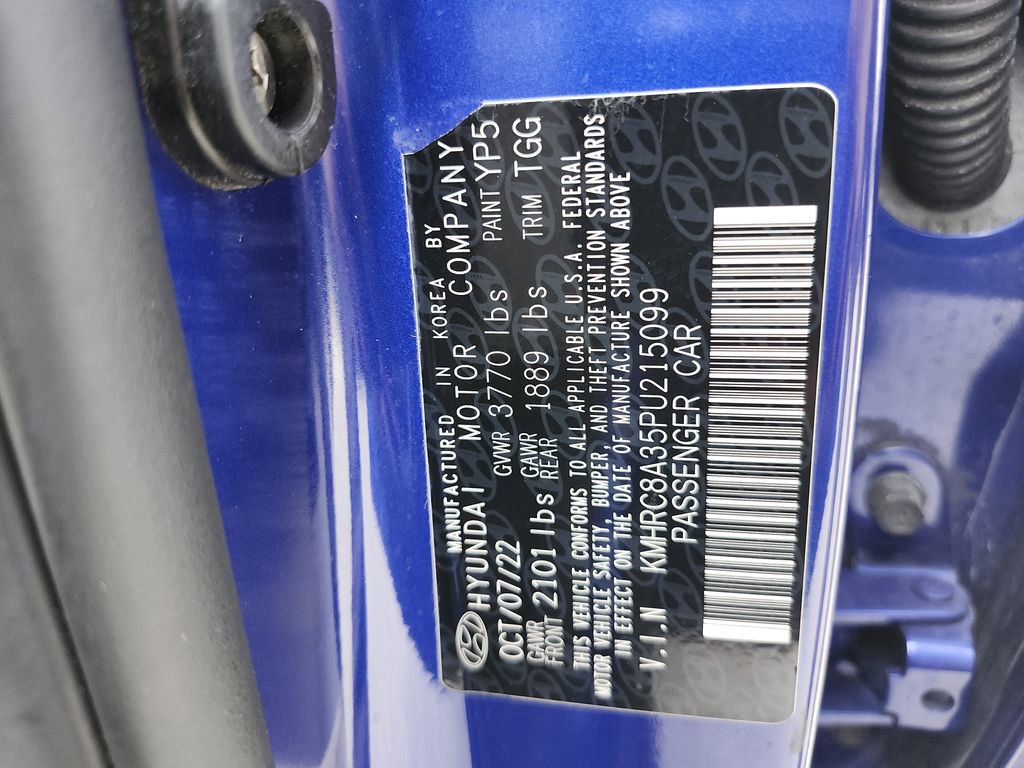 MANUFACTURED IN KOREA BY
HYUNDAI MOTOR COMPANY
OCT/07/22 GVWR 3770 lbs PAINT YP5
GAWR FRONT 2101 lbs GAWR REAR 1889 lbs TRIM TGG
THIS VEHICLE CONFORMS TO ALL APPLICABLE U.S.A. FEDERAL
MOTOR VEHICLE SAFETY, BUMPER, AND THEFT PREVENTION STANDARDS
IN EFFECT ON THE DATE OF MANUFACTURE SHOWN ABOVE
V.I.N KMHRC8A35PU215099
PASSENGER CAR